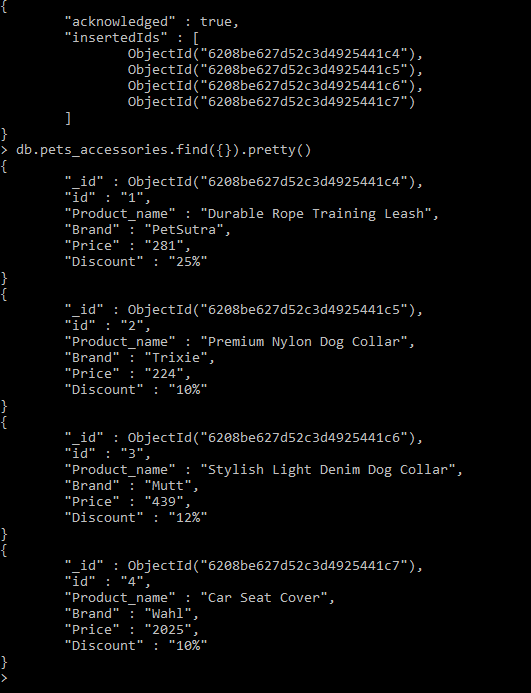 {
        "acknowledged" : true,
        "insertedIds" : [
                ObjectId("6208be627d52c3d4925441c4"),
                ObjectId("6208be627d52c3d4925441c5"),
                ObjectId("6208be627d52c3d4925441c6"),
                ObjectId("6208be627d52c3d4925441c7")
        ]
}
> db.pets_accessories.find({}).pretty()
{
        "_id" : ObjectId("6208be627d52c3d4925441c4"),
        "id" : "1",
        "Product_name" : "Durable Rope Training Leash",
        "Brand" : "PetSutra",
        "Price" : "281",
        "Discount" : "25%"
}
{
        "_id" : ObjectId("6208be627d52c3d4925441c5"),
        "id" : "2",
        "Product_name" : "Premium Nylon Dog Collar",
        "Brand" : "Trixie",
        "Price" : "224",
        "Discount" : "10%"
}
{
        "_id" : ObjectId("6208be627d52c3d4925441c6"),
        "id" : "3",
        "Product_name" : "Stylish Light Denim Dog Collar",
        "Brand" : "Mutt",
        "Price" : "439",
        "Discount" : "12%"
}
{
        "_id" : ObjectId("6208be627d52c3d4925441c7"),
        "id" : "4",
        "Product_name" : "Car Seat Cover",
        "Brand" : "Wahl",
        "Price" : "2025",
        "Discount" : "10%"
}
>